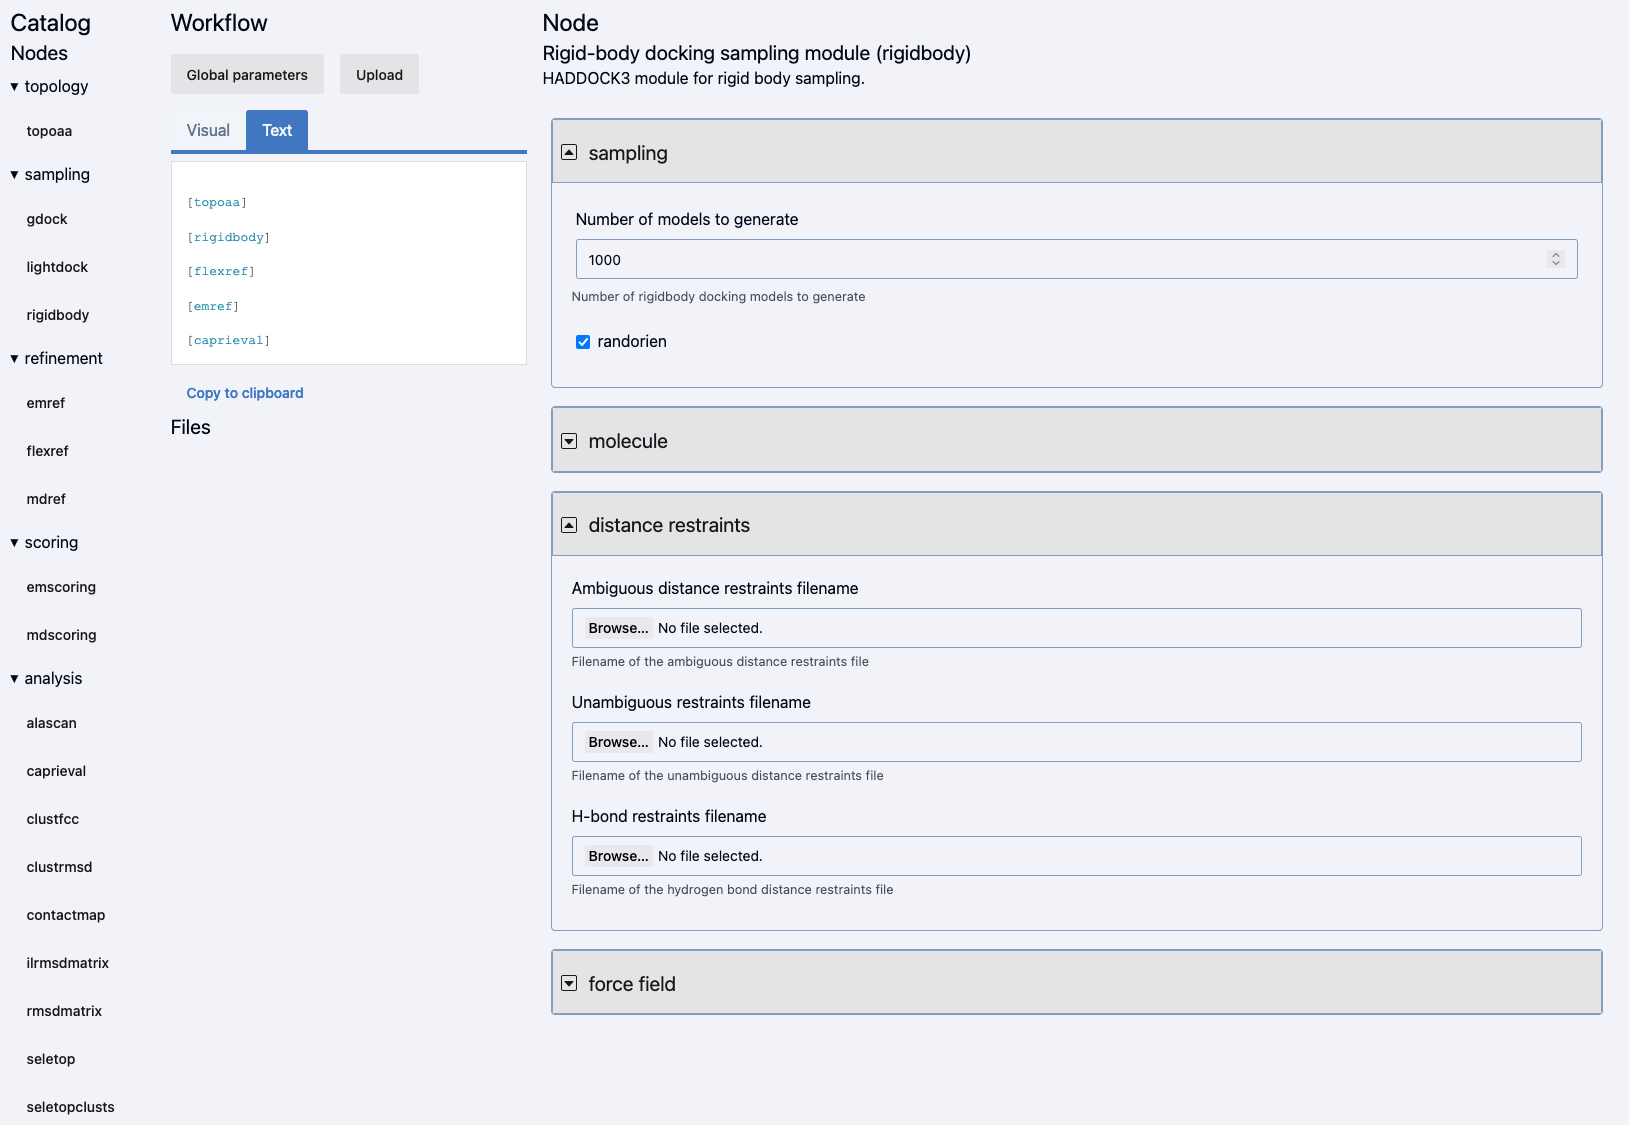 Catalog
Nodes
topology
topoaa
sampling
gdock
lightdock
rigidbody
refinement
emref
flexref
mdref
scoring
emscoring
mdscoring
analysis
alascan
caprieval
clustfcc
clustrmsd
contactmap
ilrmsdmatrix
rmsdmatrix
seletop
seletopclusts
Workflow
Global parameters
Upload
Visual
Text
[topoaa]
[rigidbody]
[flexref]
[emref]
[caprieval]
Copy to clipboard
Files
Node
Rigid-body docking sampling module (rigidbody)
HADDOCK3 module for rigid body sampling.
sampling
Number of models to generate
1000
Number of rigidbody docking models to generate
randorien
molecule
distance restraints
Ambiguous distance restraints filename
Browse... No file selected.
Filename of the ambiguous distance restraints file
Unambiguous restraints filename
Browse... No file selected.
Filename of the unambiguous distance restraints file
H-bond restraints filename
Browse... No file selected.
Filename of the hydrogen bond distance restraints file
force field